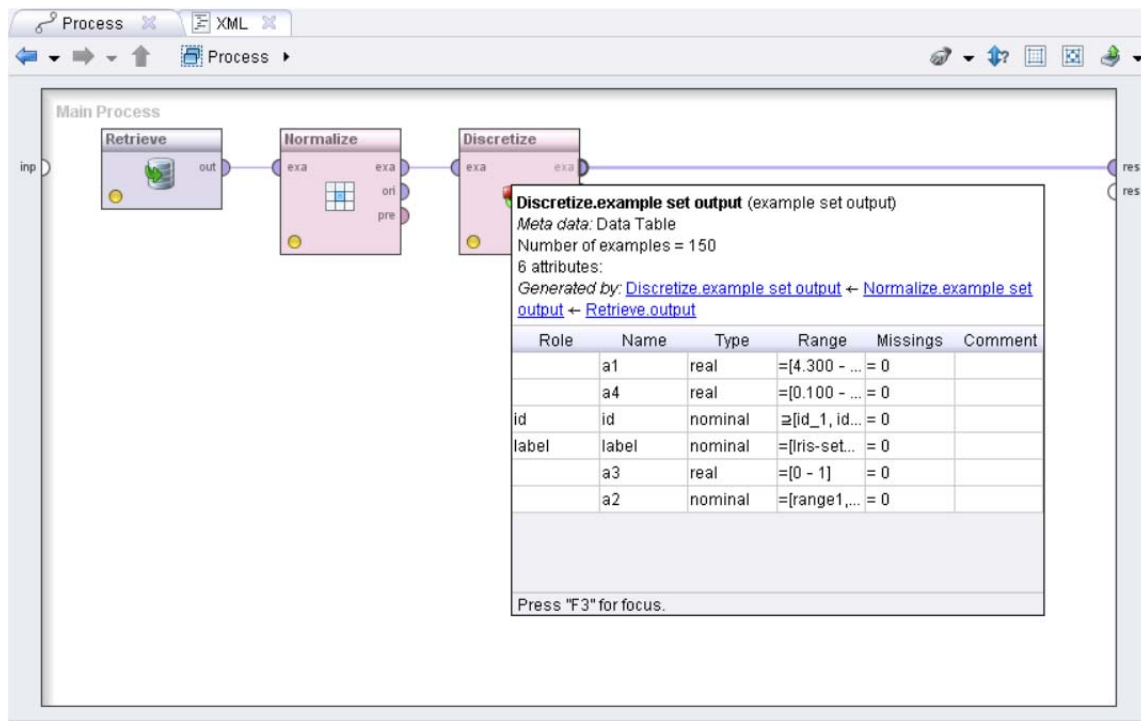 Process XML
Process
Main Process
Retrieve Normalize Discretize
inp out exa exa exa exa res
ori res
pre
Discretize.example set output (example set output)
Meta data: Data Table
Number of examples = 150
6 attributes:
Generated by: Discretize.example set output ← Normalize.example set
output ← Retrieve.output
Role Name Type Range Missings Comment
a1 real =[4.300 - ... = 0
a4 real =[0.100 - ... = 0
id id nominal ⊇[id_1, id... = 0
label label nominal =[Iris-set... = 0
a3 real =[0 - 1] = 0
a2 nominal =[range1,... = 0
Press "F3" for focus.